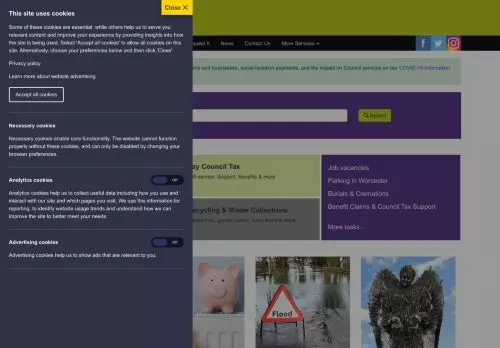 This site uses cookies
Close ✕
Some of these cookies are essential, while others help us to serve you
relevant content and improve your experience by providing insights into
how the site is being used. Select 'Accept all cookies' to allow all cookies on this
site. Alternatively, choose your preferences below and then click 'Close'.
Privacy policy
Learn more about website advertising
Accept all cookies
Necessary cookies
Necessary cookies enable core functionality. The website cannot function
properly without these cookies, and can only be disabled by changing your
browser preferences.
Analytics cookies
Off
Analytics cookies help us to collect useful data including how you use and
interact with our site and which pages you visit. We use this information for
reporting, to identify website usage trends and understand how we can
improve the site to better meet your needs.
Advertising cookies
Off
Advertising cookies help us to show ads that are relevant to you.
quest It
News
Contact Us
More Services
nts and businesses, social isolation payments, and the impact on Council services on our COVID-19 information
Search
ay Council Tax
lf-service, Support, Benefits & more
ecycling & Waste Collections
Job vacancies
Parking in Worcester
Burials & Cremations
Benefit Claims & Council Tax Support
More tasks...
Flood